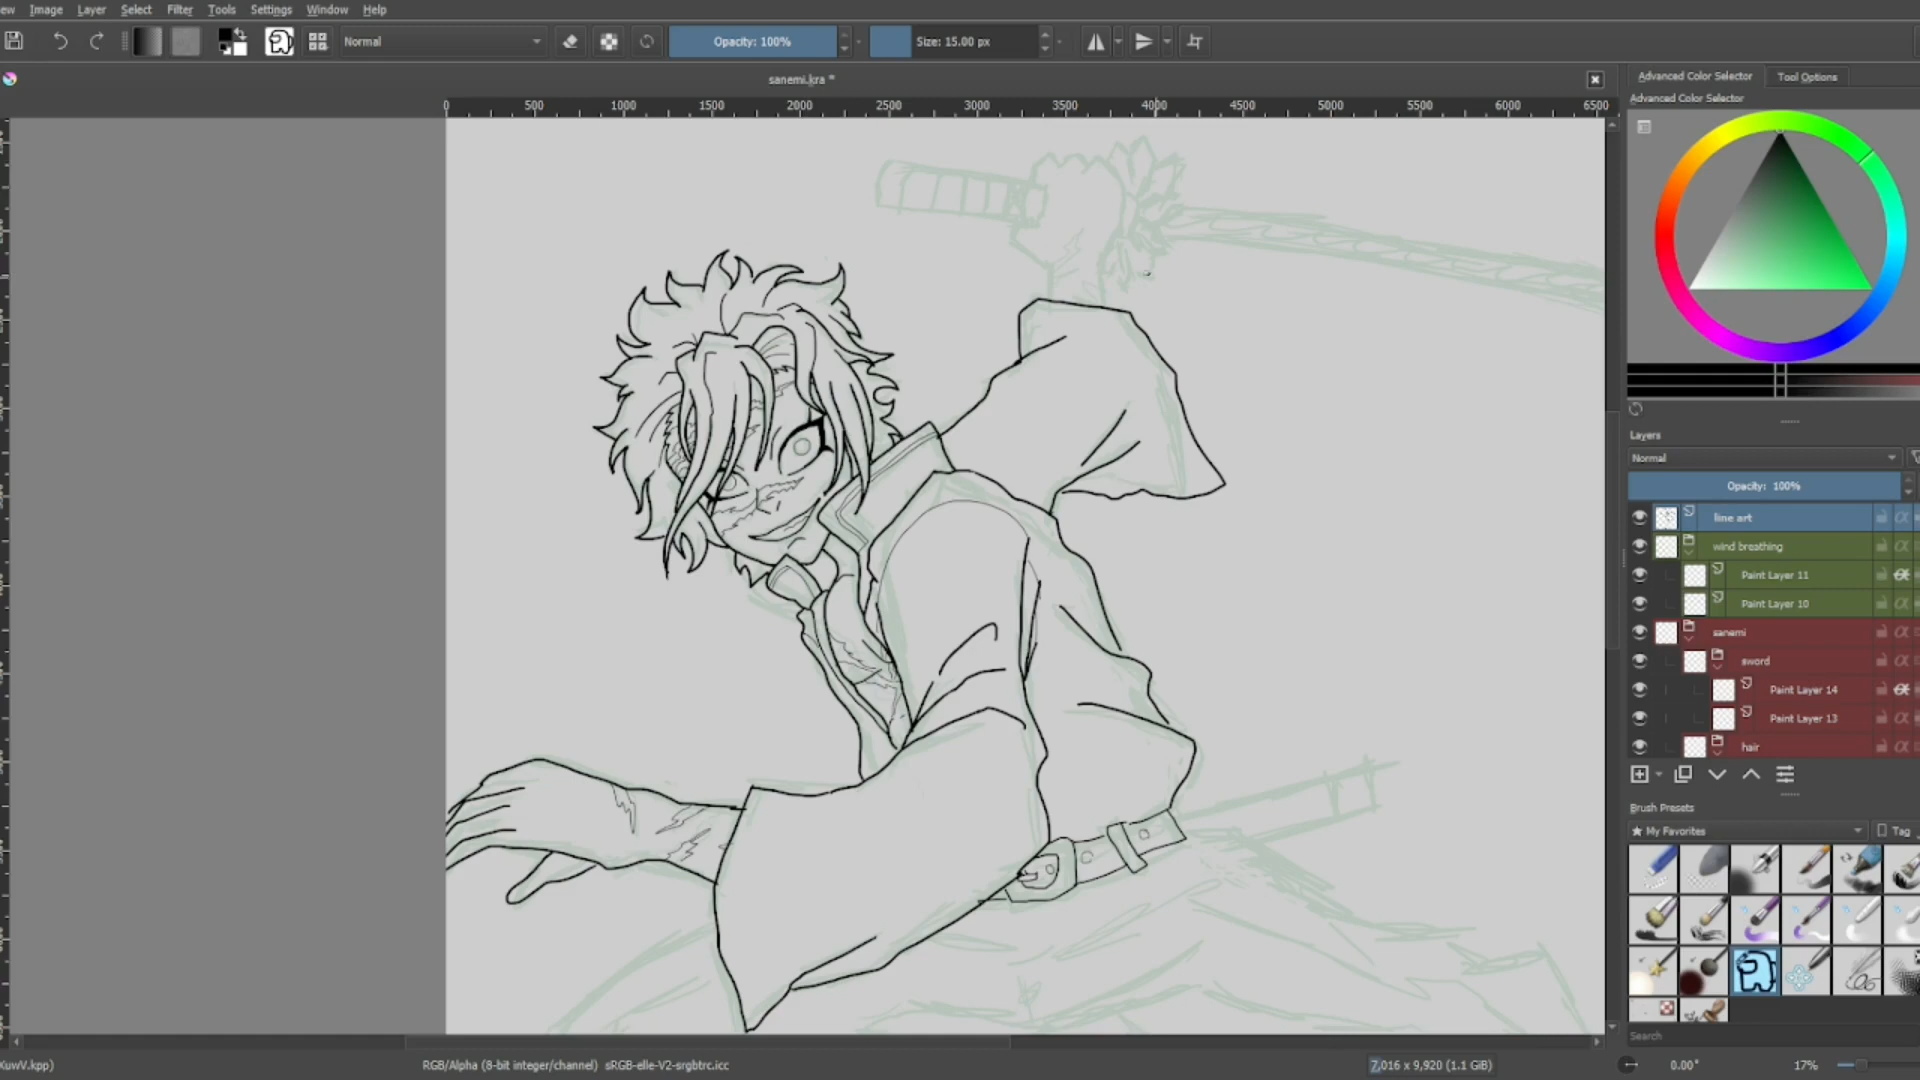 ew Image Layer Select Filter Tools Settings Window Help
Normal Opacity: 100% Size: 15.00 px
sanemi.kra *
0 500 1000 1500 2000 2500 3000 3500 4000 4500 5000 5500 6000 6500
Advanced Color Selector Tool Options
Advanced Color Selector
Layers
Normal
Opacity: 100%
line art
wind breathing
Paint Layer 11
Paint Layer 10
sanemi
sword
Paint Layer 14
Paint Layer 13
hair
Brush Presets
★ My Favorites Tag
Search
XuwV.kpp) RGB/Alpha (8-bit integer/channel) sRGB-elle-V2-srgbtrc.icc 7,016 x 9,920 (1.1 GiB) 0.00° 17%